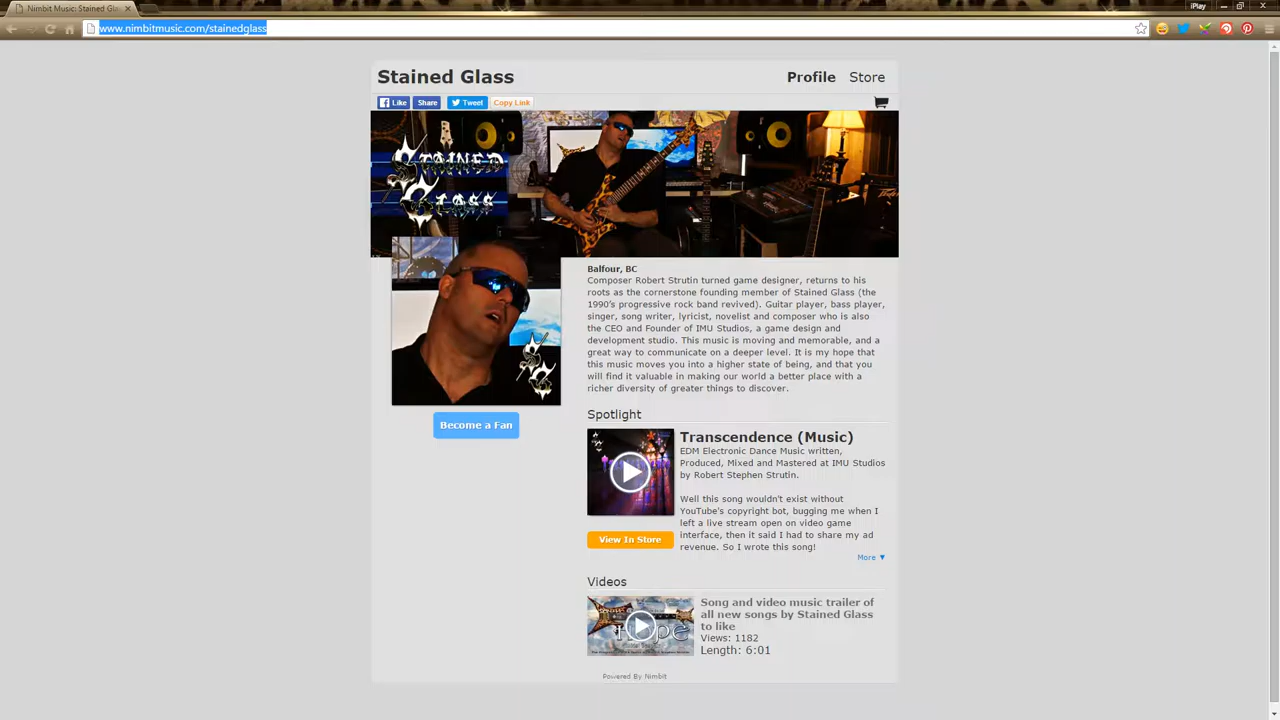 Nimbit Music: Stained Gla
iPlay
www.nimbitmusic.com/stainedglass
Stained Glass
Profile
Store
Like
Share
Tweet
Copy Link
STAINED
GLASS
Balfour, BC
Composer Robert Strutin turned game designer, returns to his
roots as the cornerstone founding member of Stained Glass (the
1990's progressive rock band revived). Guitar player, bass player,
singer, song writer, lyricist, novelist and composer who is also
the CEO and Founder of IMU Studios, a game design and
development studio. This music is moving and memorable, and a
great way to communicate on a deeper level. It is my hope that
this music moves you into a higher state of being, and that you
will find it valuable in making our world a better place with a
richer diversity of greater things to discover.
Become a Fan
Spotlight
Transcendence (Music)
EDM Electronic Dance Music written,
Produced, Mixed and Mastered at IMU Studios
by Robert Stephen Strutin.
Well this song wouldn't exist without
YouTube's copyright bot, bugging me when I
left a live stream open on video game
interface, then it said I had to share my ad
revenue. So I wrote this song!
View In Store
More ▼
Videos
Hope
Song and video music trailer of
all new songs by Stained Glass
to like
Views: 1182
Length: 6:01
Powered By Nimbit